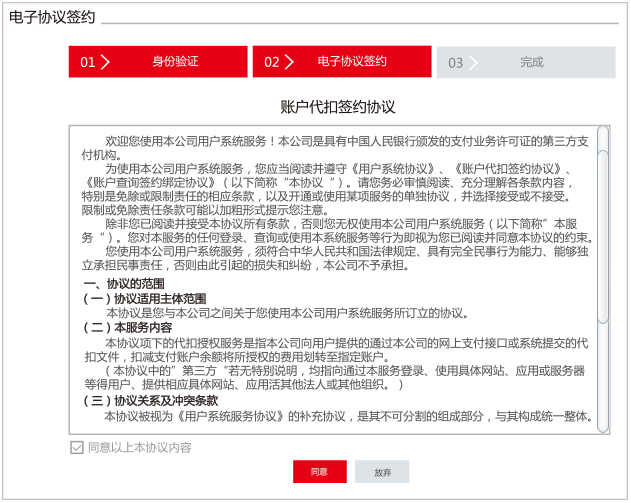 电子协议签约
01 身份验证 02 电子协议签约 03 完成
账户代扣签约协议
欢迎您使用本公司用户系统服务！本公司是具有中国人民银行颁发的支付业务许可证的第三方支
付机构。
为使用本公司用户系统服务，您应当阅读并遵守《用户系统协议》、《账户代扣签约协议》、
《账户查询签约绑定协议》（以下简称“本协议 “）。请您务必审慎阅读、充分理解各条款内容，
特别是免除或限制责任的相应条款，以及开通或使用某项服务的单独协议，并选择接受或不接受。
限制或免除责任条款可能以加粗形式提示您注意。
除非您已阅读并接受本协议所有条款，否则您无权使用本公司用户系统服务（以下简称”本服
务 “）。您对本服务的任何登录、查询或使用本系统服务等行为即视为您已阅读并同意本协议的约束。
您使用本公司用户系统服务，须符合中华人民共和国法律规定、具有完全民事行为能力、能够独
立承担民事责任，否则由此引起的损失和纠纷，本公司不予承担。
一、协议的范围
（一）协议适用主体范围
本协议是您与本公司之间关于您使用本公司用户系统服务所订立的协议。
（二）本服务内容
本协议项下的代扣授权服务是指本公司向用户提供的通过本公司的网上支付接口或系统提交的代
扣文件，扣减支付账户余额将所授权的费用划转至指定账户。
（本协议中的”第三方“若无特别说明，均指向通过本服务登录、使用具体网站、应用或服务器
等得用户、提供相应具体网站、应用活其他法人或其他组织。）
（三）协议关系及冲突条款
本协议被视为《用户系统服务协议》的补充协议，是其不可分割的组成部分，与其构成统一整体。
同意以上本协议内容
同意 放弃